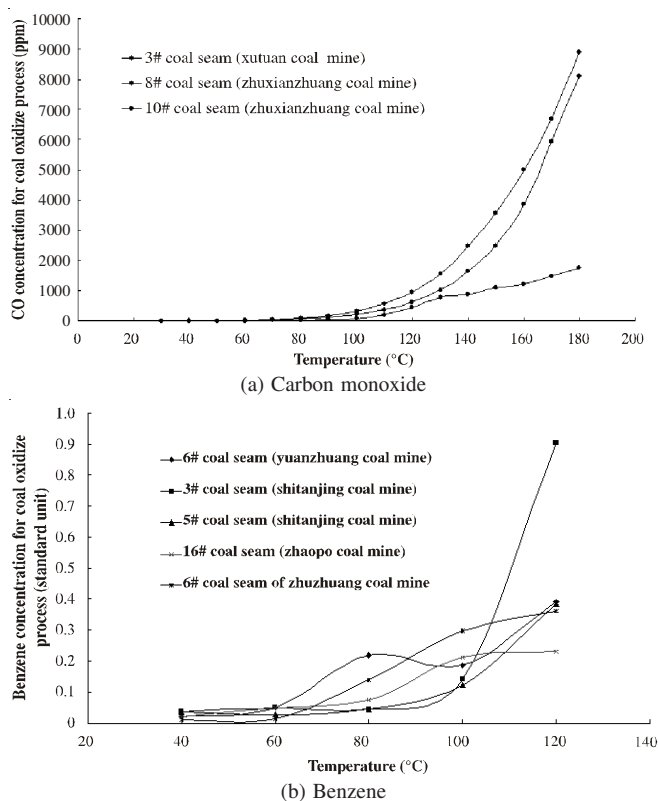 10000
9000
8000
7000
6000
5000
4000
3000
2000
1000
0
CO concentration for coal oxidize process (ppm)
3# coal seam (xutuan coal mine)
8# coal seam (zhuxianzhuang coal mine)
10# coal seam (zhuxianzhuang coal mine)
0 20 40 60 80 100 120 140 160 180 200
Temperature (°C)
(a) Carbon monoxide
1.0
0.9
0.8
0.7
0.6
0.5
0.4
0.3
0.2
0.1
0
Benzene concentration for coal oxidize
process (standard unit)
6# coal seam (yuanzhuang coal mine)
3# coal seam (shitanjing coal mine)
5# coal seam (shitanjing coal mine)
16# coal seam (zhaopo coal mine)
6# coal seam of zhuzhuang coal mine
20 40 60 80 100 120 140
Temperature (°C)
(b) Benzene